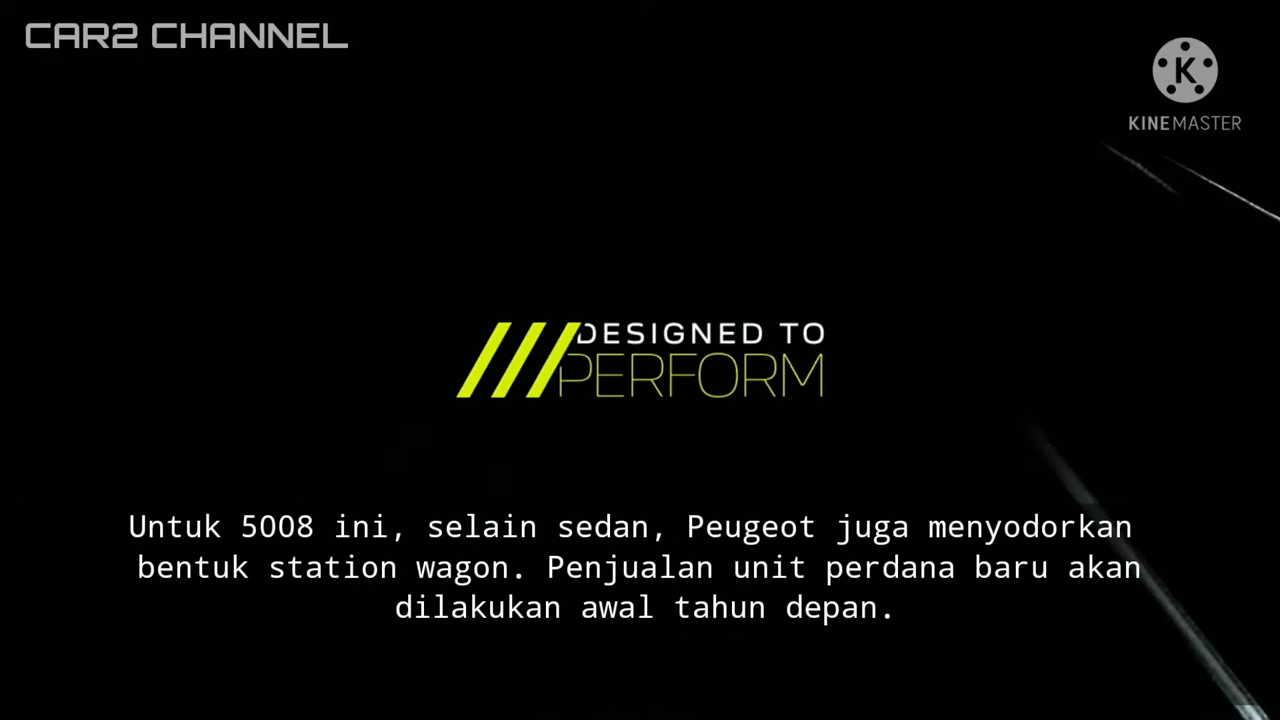 CAR2 CHANNEL
K
KINEMASTER
DESIGNED TO
PERFORM
Untuk 5008 ini, selain sedan, Peugeot juga menyodorkan
bentuk station wagon. Penjualan unit perdana baru akan
dilakukan awal tahun depan.